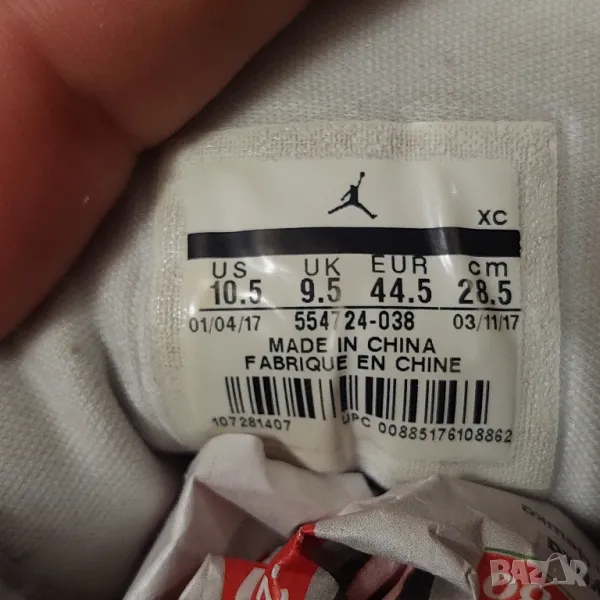 XC
US UK EUR cm
10.5 9.5 44.5 28.5
01/04/17 554724-038 03/11/17
MADE IN CHINA
FABRIQUE EN CHINE
107281407 UPC 00885176108862
BAZAR